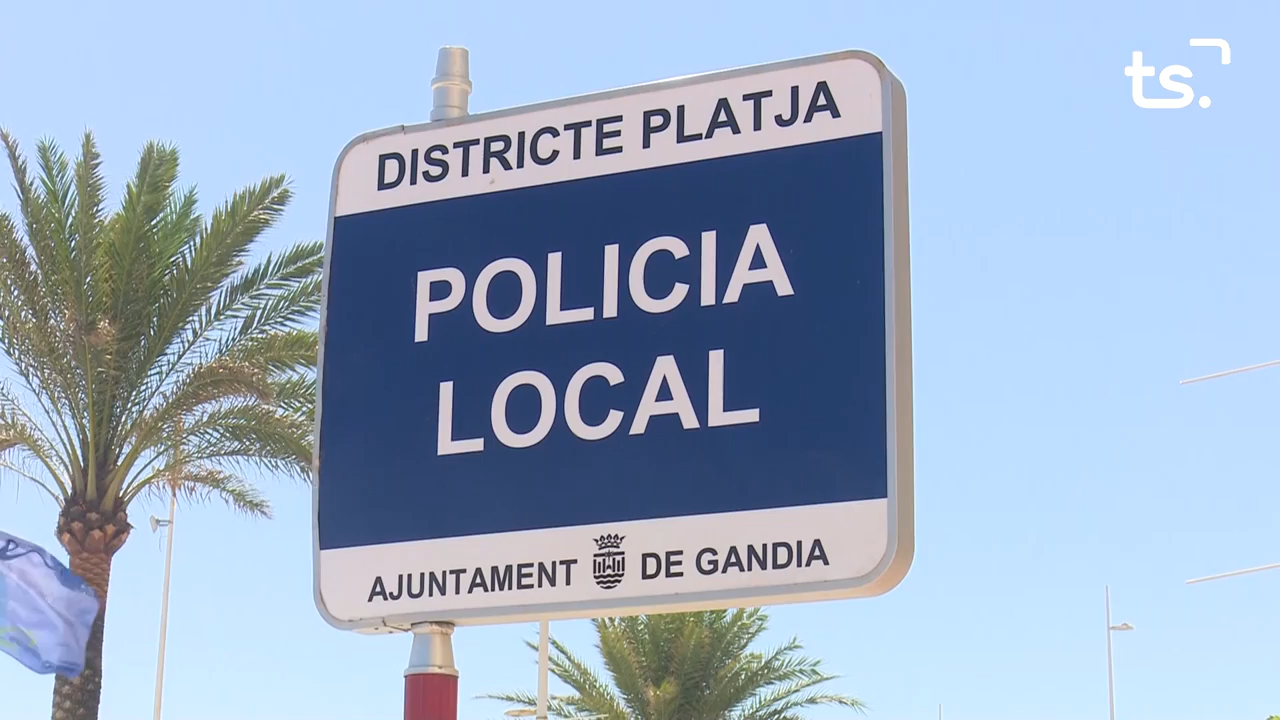 ts.
DISTRICTE PLATJA
POLICIA
LOCAL
AJUNTAMENT DE GANDIA